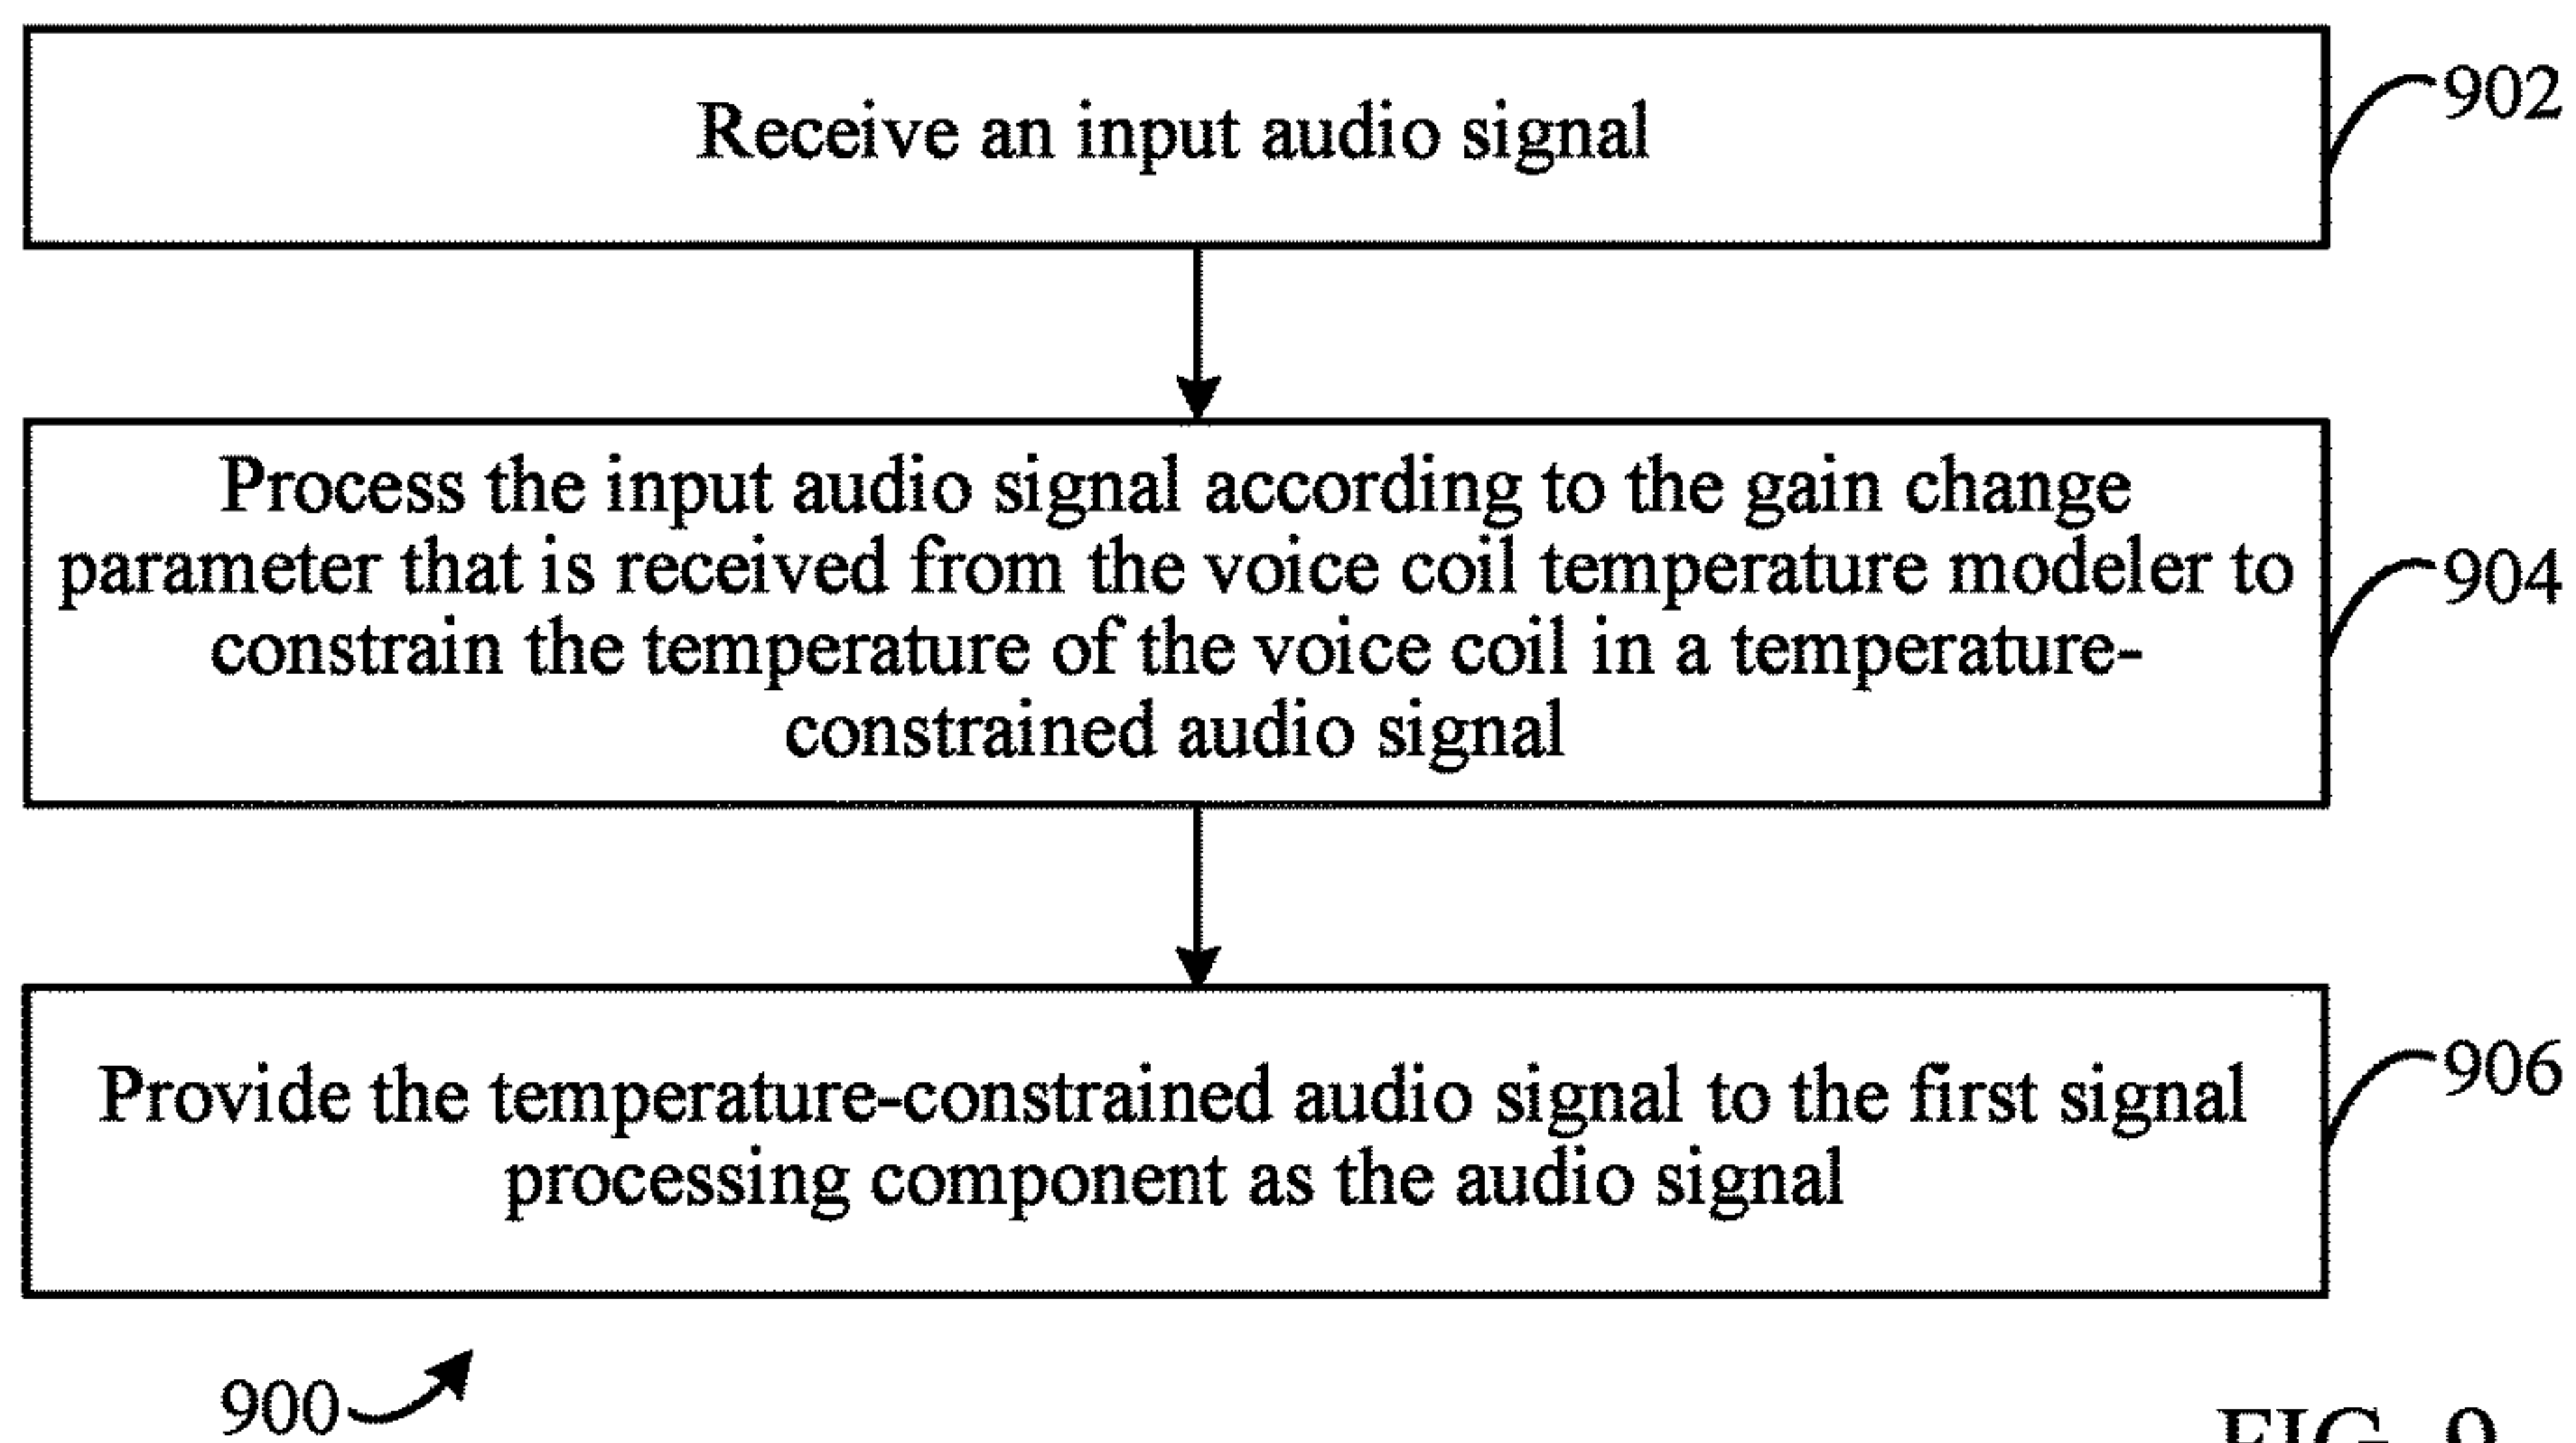 Receive an input audio signal
902
Process the input audio signal according to the gain change
parameter that is received from the voice coil temperature modeler to
constrain the temperature of the voice coil in a temperature-
constrained audio signal
904
Provide the temperature-constrained audio signal to the first signal
processing component as the audio signal
906
900
FIG. 9